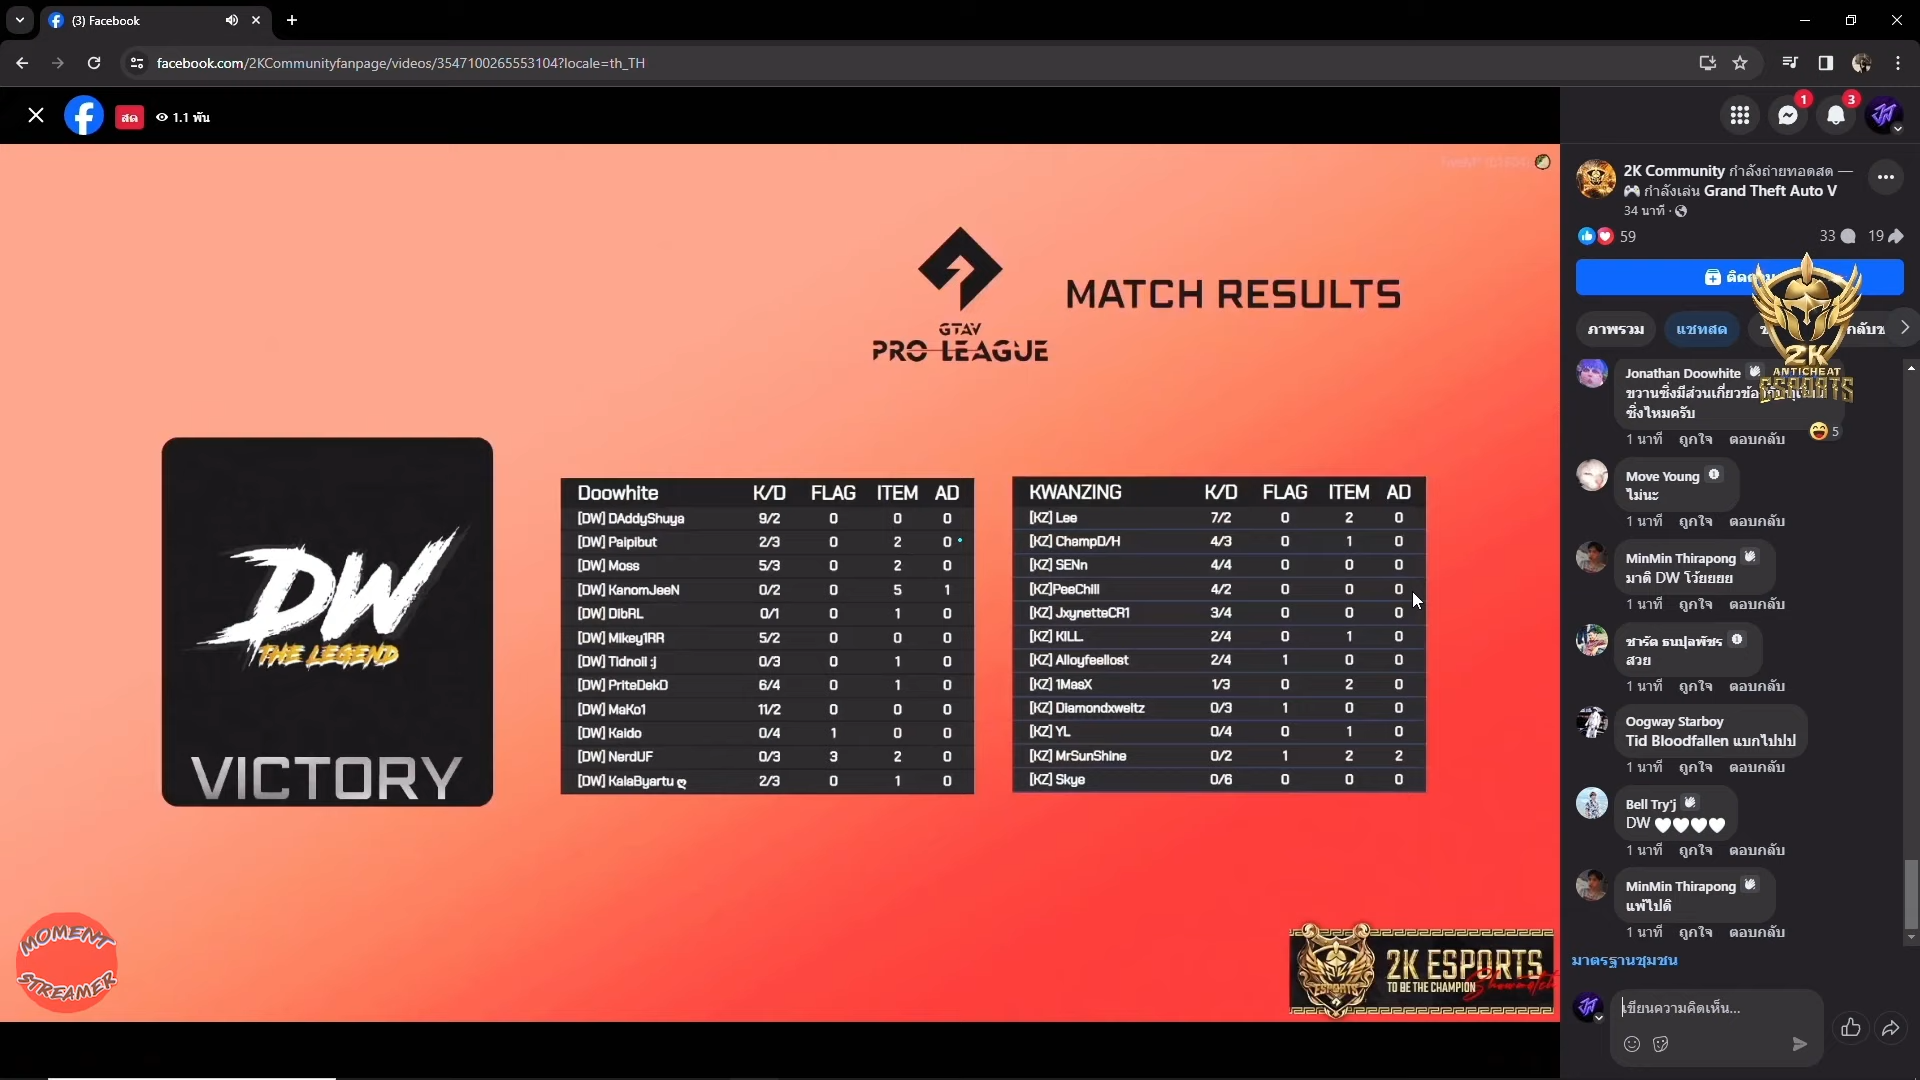 (3) Facebook
facebook.com/2KCommunityfanpage/videos/3547100265553104?locale=th_TH
สด
1.1 พัน
1
3
GTAV
PRO LEAGUE
MATCH RESULTS
DW
THE LEGEND
VICTORY
Doowhite K/D FLAG ITEM AD
[DW] DAddyShuya 9/2 0 0 0
[DW] Paipibut 2/3 0 2 0
[DW] Moss 5/3 0 2 0
[DW] KanomJeeN 0/2 0 5 1
[DW] DibRL 0/1 0 1 0
[DW] Mikey1RR 5/2 0 0 0
[DW] Tidnoii :j 0/3 0 1 0
[DW] PriteDekD 6/4 0 1 0
[DW] MaKo1 11/2 0 0 0
[DW] Kaido 0/4 1 0 0
[DW] NerdUF 0/3 3 2 0
[DW] KalaByartu ღ 2/3 0 1 0
KWANZING K/D FLAG ITEM AD
[KZ] Lee 7/2 0 2 0
[KZ] ChampD/H 4/3 0 1 0
[KZ] SENn 4/4 0 0 0
[KZ]PeeChill 4/2 0 0 0
[KZ] JxynetteCR1 3/4 0 0 0
[KZ] KILL. 2/4 0 1 0
[KZ] Alloyfeellost 2/4 1 0 0
[KZ] 1MasX 1/3 0 2 0
[KZ] Diamondxweitz 0/3 1 0 0
[KZ] YL 0/4 0 1 0
[KZ] MrSunShine 0/2 1 2 2
[KZ] Skye 0/6 0 0 0
MOMENT
STREAMER
2K ESPORTS
TO BE THE CHAMPION
Showmatch
ESPORTS
2K Community กำลังถ่ายทอดสด —
กำลังเล่น Grand Theft Auto V
34 นาที ·
59
33
19
2K
ANTICHEAT
ESPORTS
ภาพรวม
แชทสด
Jonathan Doowhite
ซิ่งไหมครับ
5
1 นาที ถูกใจ ตอบกลับ
Move Young
ไม่นะ
1 นาที ถูกใจ ตอบกลับ
MinMin Thirapong
มาดิ DW โว้ยยยย
1 นาที ถูกใจ ตอบกลับ
ชารัต ธนปุลพัชร
สวย
1 นาที ถูกใจ ตอบกลับ
Oogway Starboy
Tid Bloodfallen แบกไปปป
1 นาที ถูกใจ ตอบกลับ
Bell Try'j
DW 🤍🤍🤍🤍
1 นาที ถูกใจ ตอบกลับ
MinMin Thirapong
แพ้ไปดิ
1 นาที ถูกใจ ตอบกลับ
มาตรฐานชุมชน
เขียนความคิดเห็น...